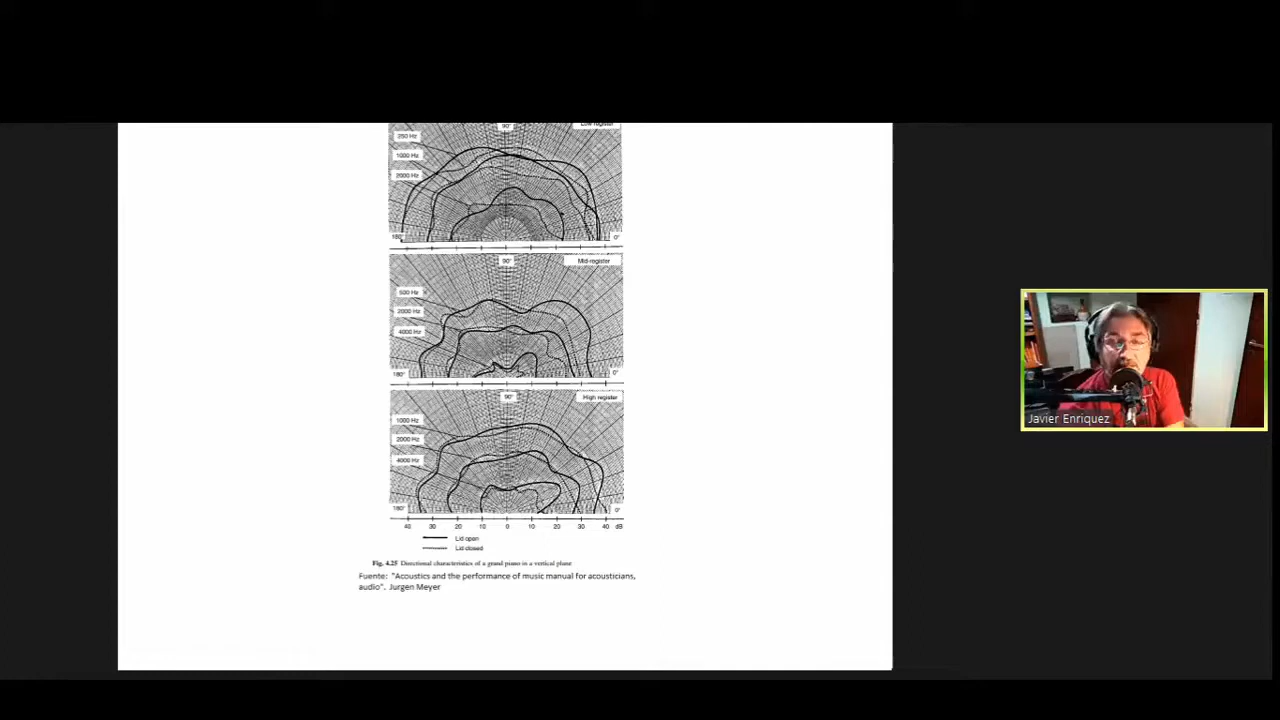 90°
Low register
250 Hz
1000 Hz
2000 Hz
180°
0°
90°
Mid-register
500 Hz
2000 Hz
4000 Hz
180°
0°
90°
High register
1000 Hz
2000 Hz
4000 Hz
180°
0°
40 30 20 10 0 10 20 30 40 dB
Lid open
Lid closed
Fig. 4.25 Directional characteristics of a grand piano in a vertical plane
Fuente: "Acoustics and the performance of music manual for acousticians,
audio". Jurgen Meyer
Javier Enriquez